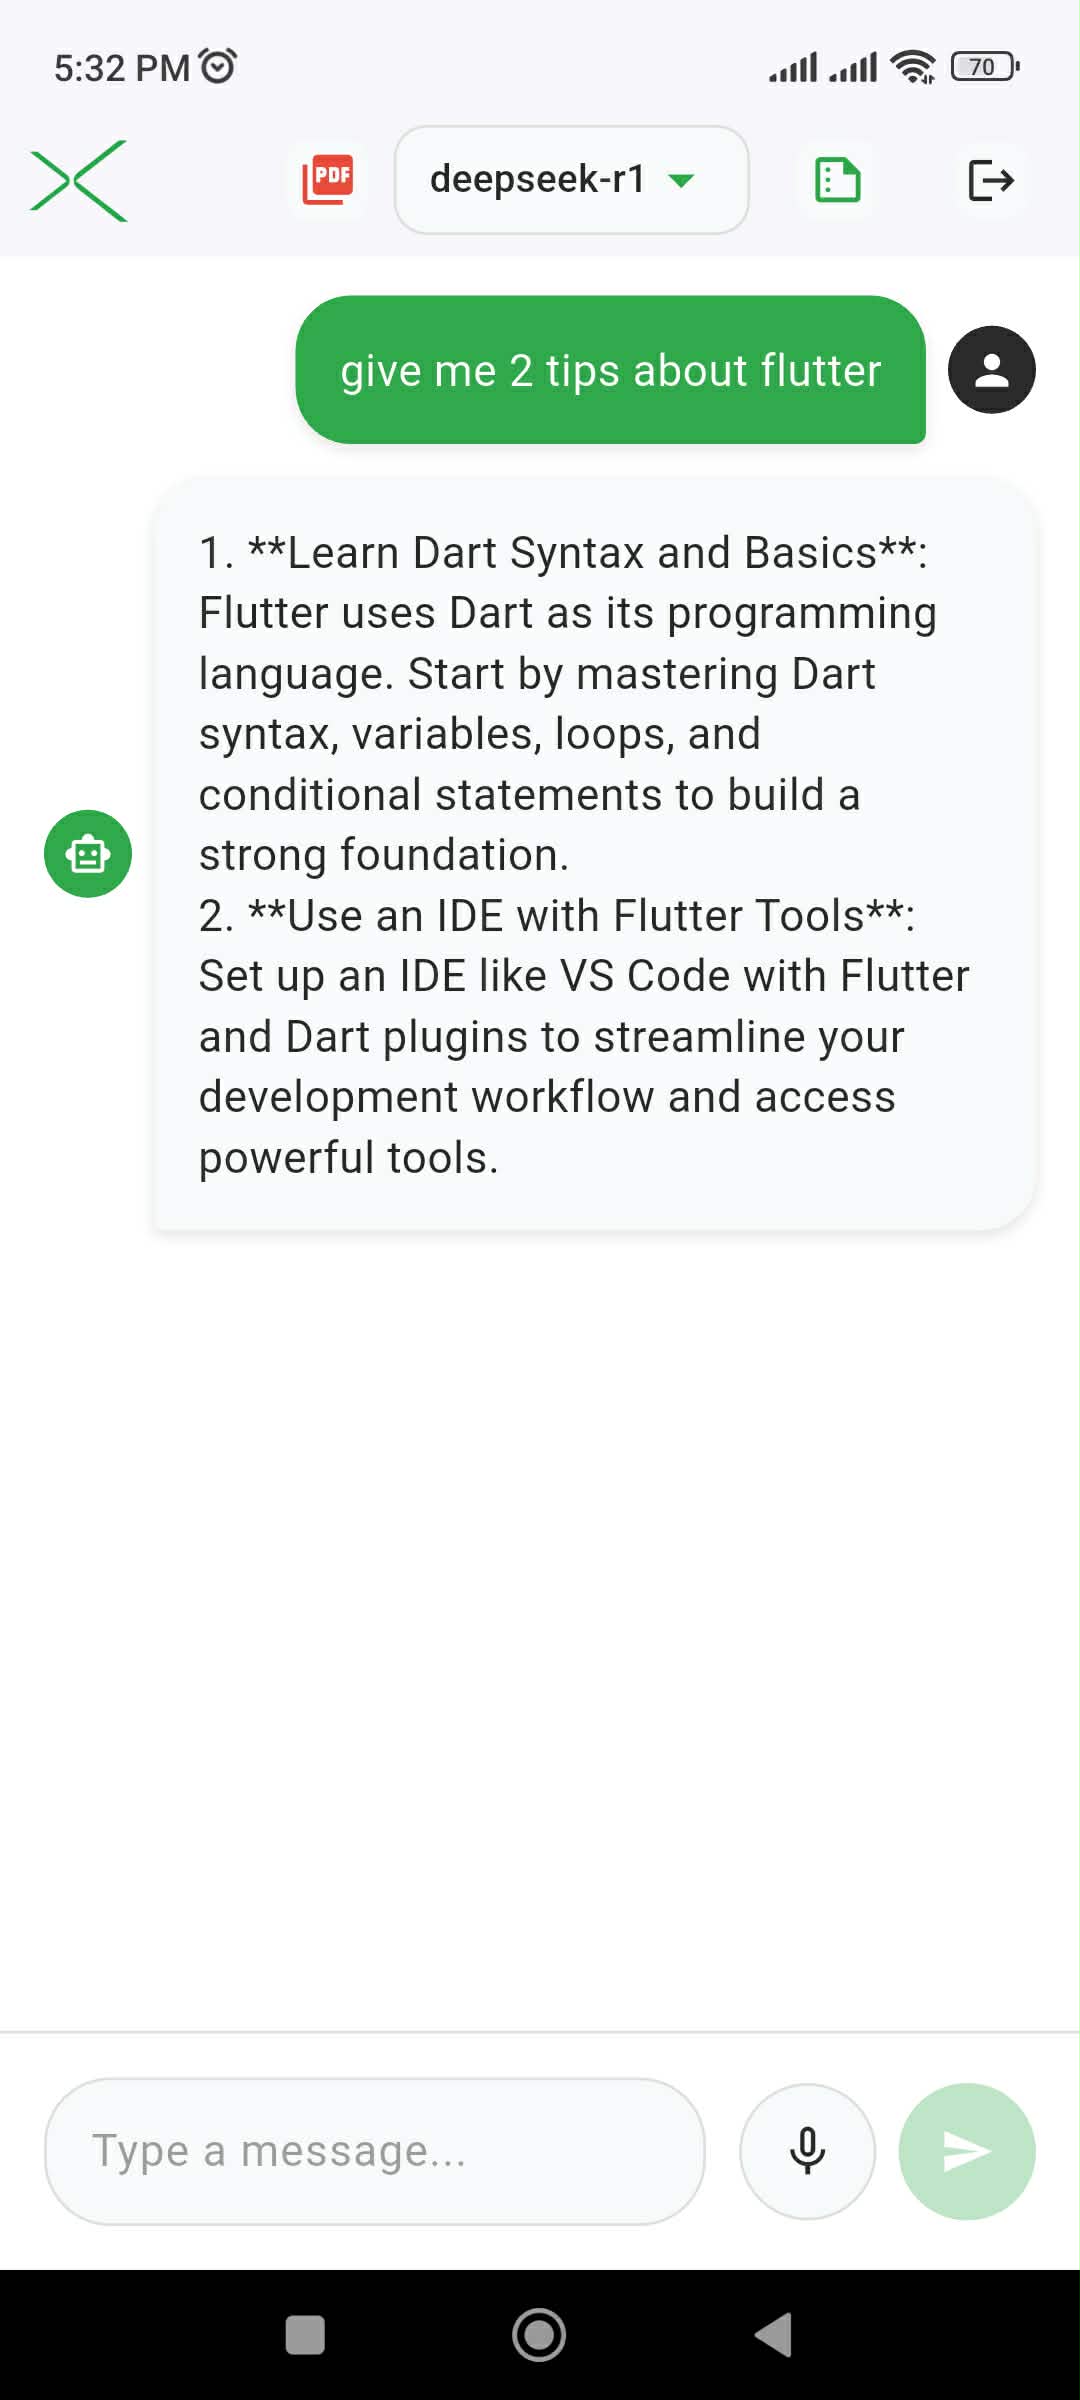 5:32 PM
70
PDF
deepseek-r1
give me 2 tips about flutter
1. **Learn Dart Syntax and Basics**:
Flutter uses Dart as its programming
language. Start by mastering Dart
syntax, variables, loops, and
conditional statements to build a
strong foundation.
2. **Use an IDE with Flutter Tools**:
Set up an IDE like VS Code with Flutter
and Dart plugins to streamline your
development workflow and access
powerful tools.
Type a message...